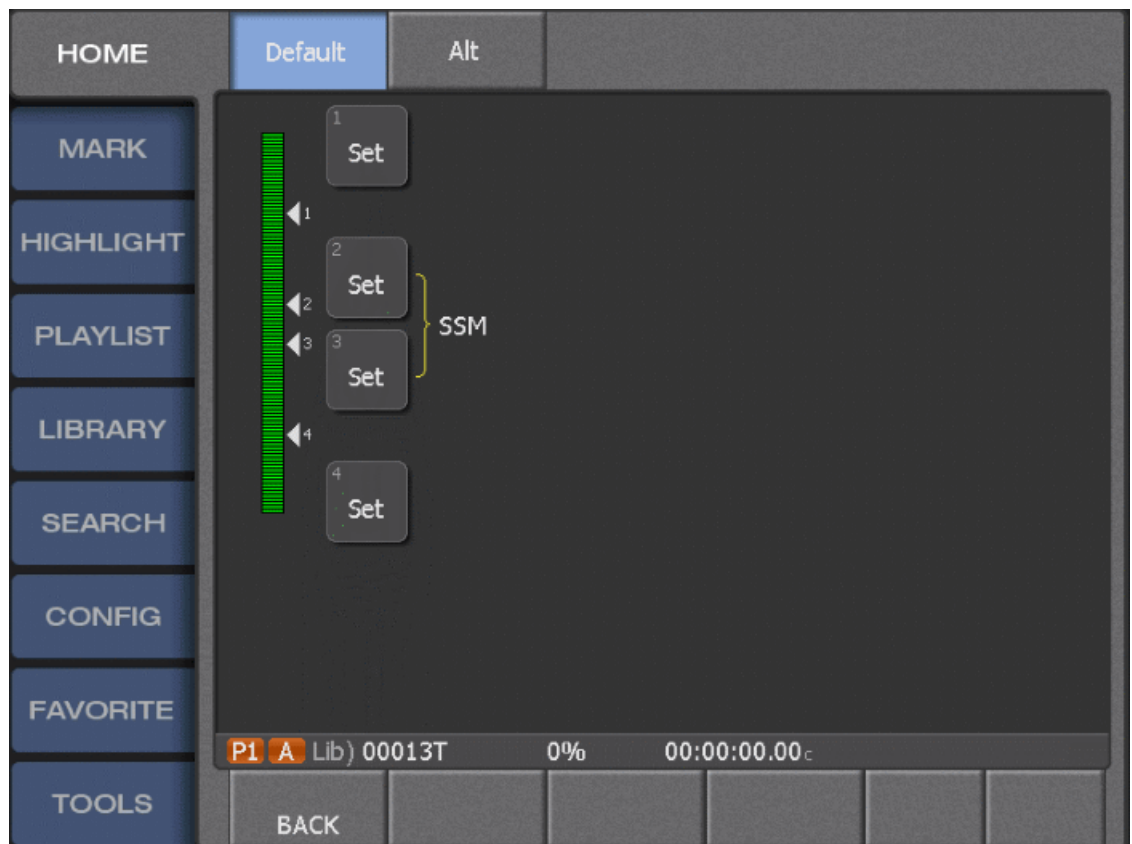 HOME
Default Alt
MARK
HIGHLIGHT
PLAYLIST
LIBRARY
SEARCH
CONFIG
FAVORITE
TOOLS
1
Set
1
2
Set
2
SSM
3
3
Set
4
4
Set
P1 A Lib) 00013T 0% 00:00:00.00c
BACK